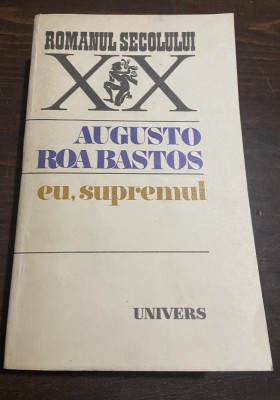 ROMANUL SECOLULUI
XX
AUGUSTO
ROA BASTOS
eu, supremul
UNIVERS